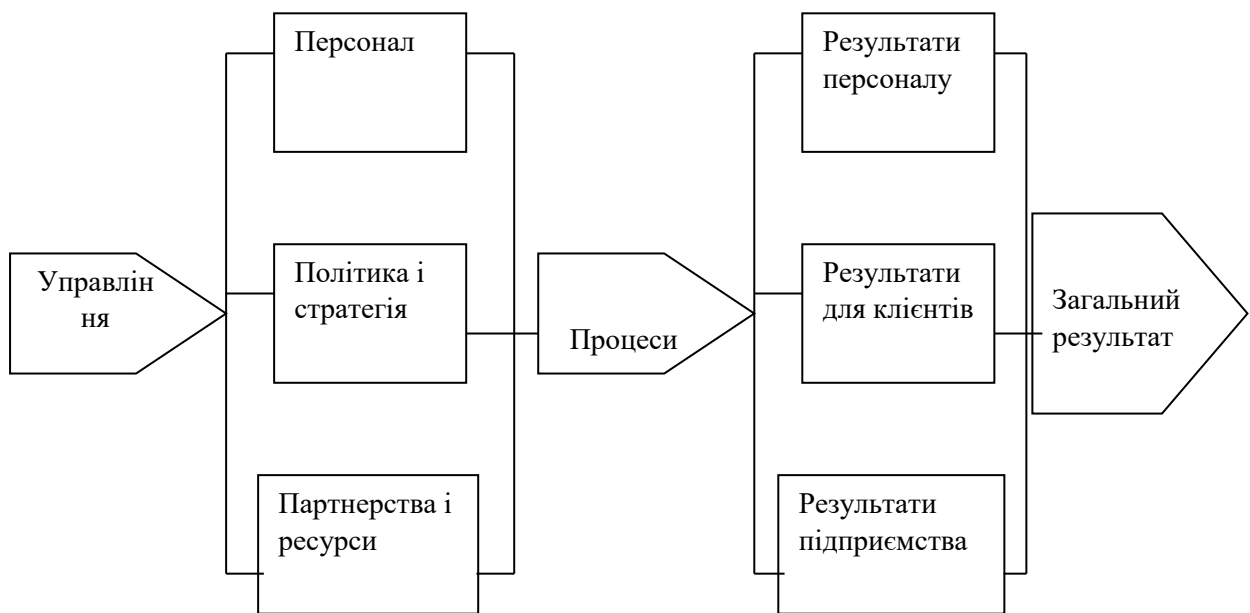 Персонал
Результати
персоналу
Управлін
ня
Політика і
стратегія
Процеси
Результати
для клієнтів
Загальний
результат
Партнерства і
ресурси
Результати
підприємства